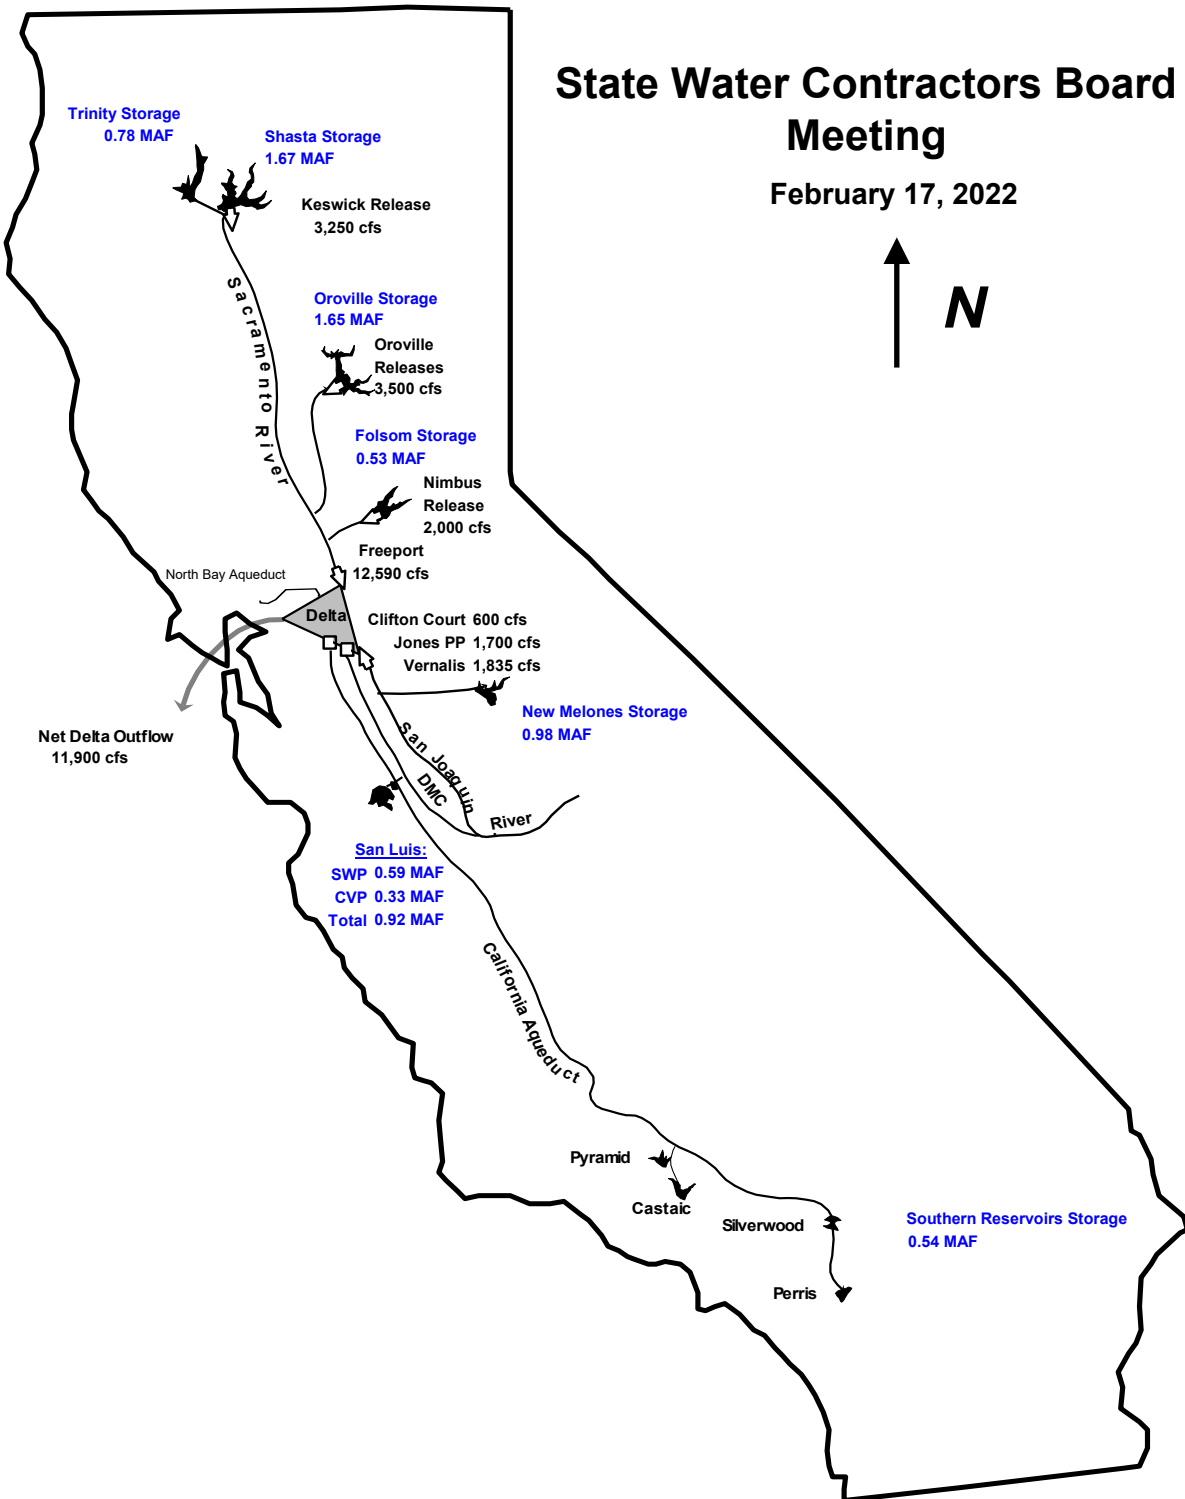 State Water Contractors Board
Meeting
February 17, 2022
N
Trinity Storage
0.78 MAF
Shasta Storage
1.67 MAF
Keswick Release
3,250 cfs
Sacramento River
Oroville Storage
1.65 MAF
Oroville
Releases
3,500 cfs
Folsom Storage
0.53 MAF
Nimbus
Release
2,000 cfs
Freeport
12,590 cfs
North Bay Aqueduct
Delta
Clifton Court 600 cfs
Jones PP 1,700 cfs
Vernalis 1,835 cfs
New Melones Storage
0.98 MAF
Net Delta Outflow
11,900 cfs
San Joaquin
River
DMC
San Luis:
SWP 0.59 MAF
CVP 0.33 MAF
Total 0.92 MAF
California Aqueduct
Pyramid
Castaic
Silverwood
Southern Reservoirs Storage
0.54 MAF
Perris